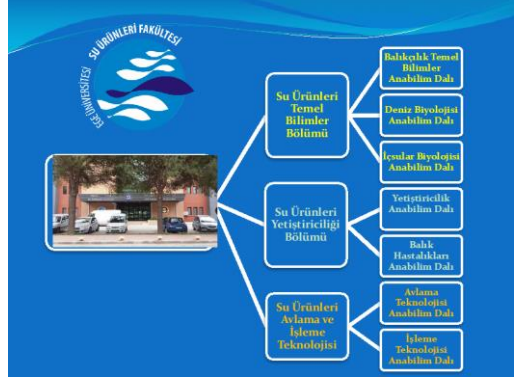 SU ÜRÜNLERİ FAKÜLTESİ
EGE ÜNİVERSİTESİ
Su Ürünleri
Temel
Bilimler
Bölümü
Balıkçılık Temel
Bilimler
Anabilim Dalı
Deniz Biyolojisi
Anabilim Dalı
İçsular Biyolojisi
Anabilim Dalı
Su Ürünleri
Yetiştiriciliği
Bölümü
Yetiştiricilik
Anabilim Dalı
Balık
Hastalıkları
Anabilim Dalı
Su Ürünleri
Avlama ve
İşleme
Teknolojisi
Avlama
Teknolojisi
Anabilim Dalı
İşleme
Teknolojisi
Anabilim Dalı